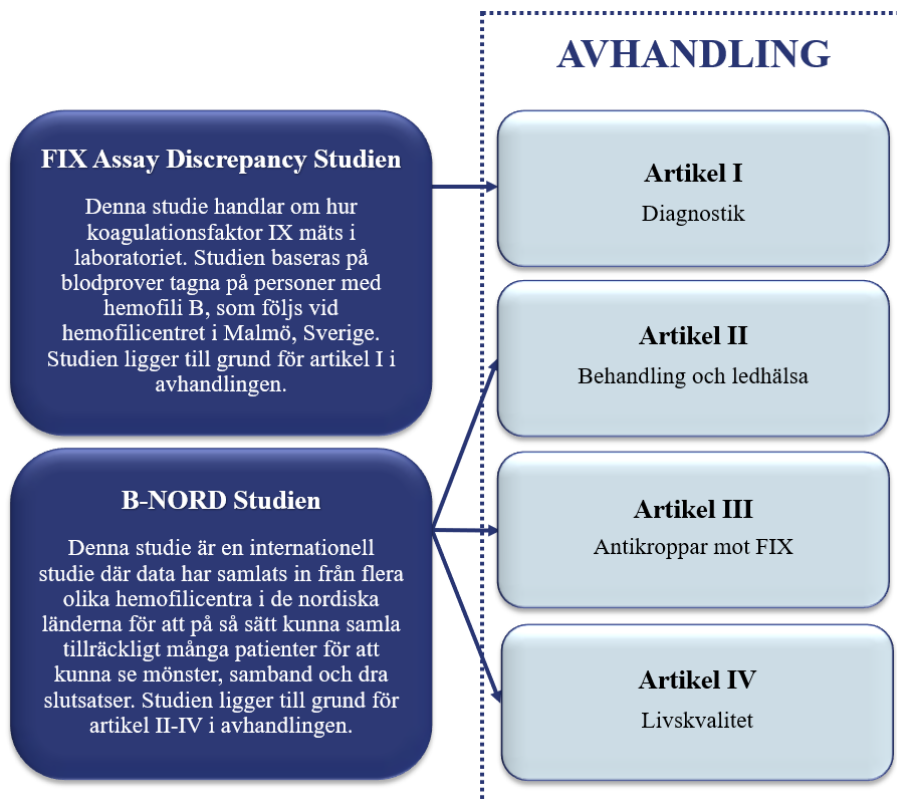 AVHANDLING
FIX Assay Discrepancy Studien
Denna studie handlar om hur
koagulationsfaktor IX mäts i
laboratoriet. Studien baseras på
blodprover tagna på personer med
hemofili B, som följs vid
hemofilicentret i Malmö, Sverige.
Studien ligger till grund för artikel I i
avhandlingen.
B-NORD Studien
Denna studie är en internationell
studie där data har samlats in från flera
olika hemofilicentra i de nordiska
länderna för att på så sätt kunna samla
tillräckligt många patienter för att
kunna se mönster, samband och dra
slutsatser. Studien ligger till grund för
artikel II-IV i avhandlingen.
Artikel I
Diagnostik
Artikel II
Behandling och ledhälsa
Artikel III
Antikroppar mot FIX
Artikel IV
Livskvalitet